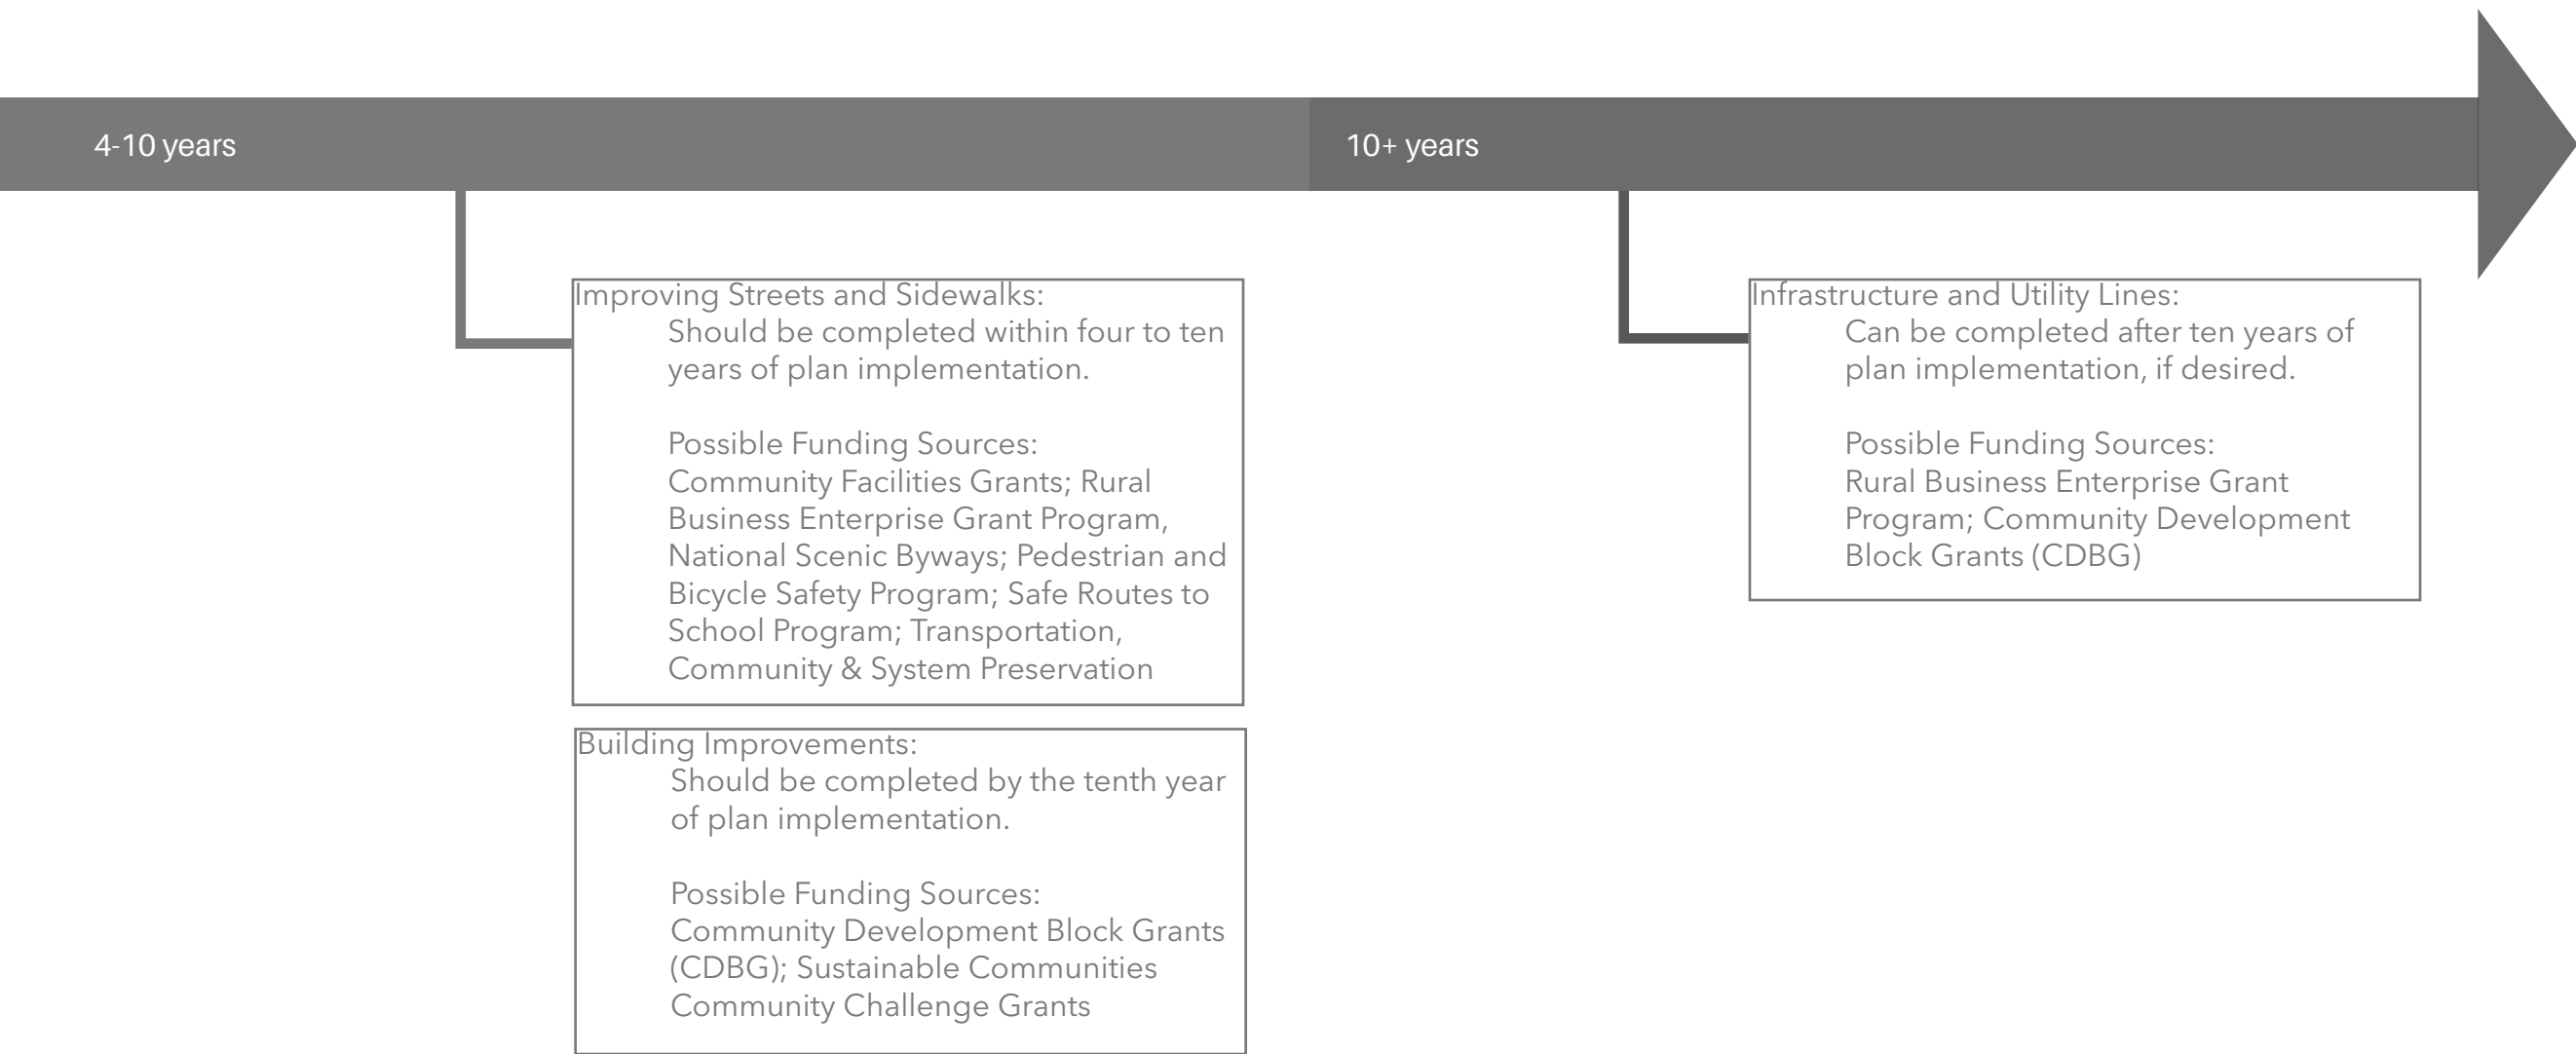 4-10 years
10+ years
Improving Streets and Sidewalks:
Should be completed within four to ten
years of plan implementation.
Possible Funding Sources:
Community Facilities Grants; Rural
Business Enterprise Grant Program,
National Scenic Byways; Pedestrian and
Bicycle Safety Program; Safe Routes to
School Program; Transportation,
Community & System Preservation
Building Improvements:
Should be completed by the tenth year
of plan implementation.
Possible Funding Sources:
Community Development Block Grants
(CDBG); Sustainable Communities
Community Challenge Grants
Infrastructure and Utility Lines:
Can be completed after ten years of
plan implementation, if desired.
Possible Funding Sources:
Rural Business Enterprise Grant
Program; Community Development
Block Grants (CDBG)